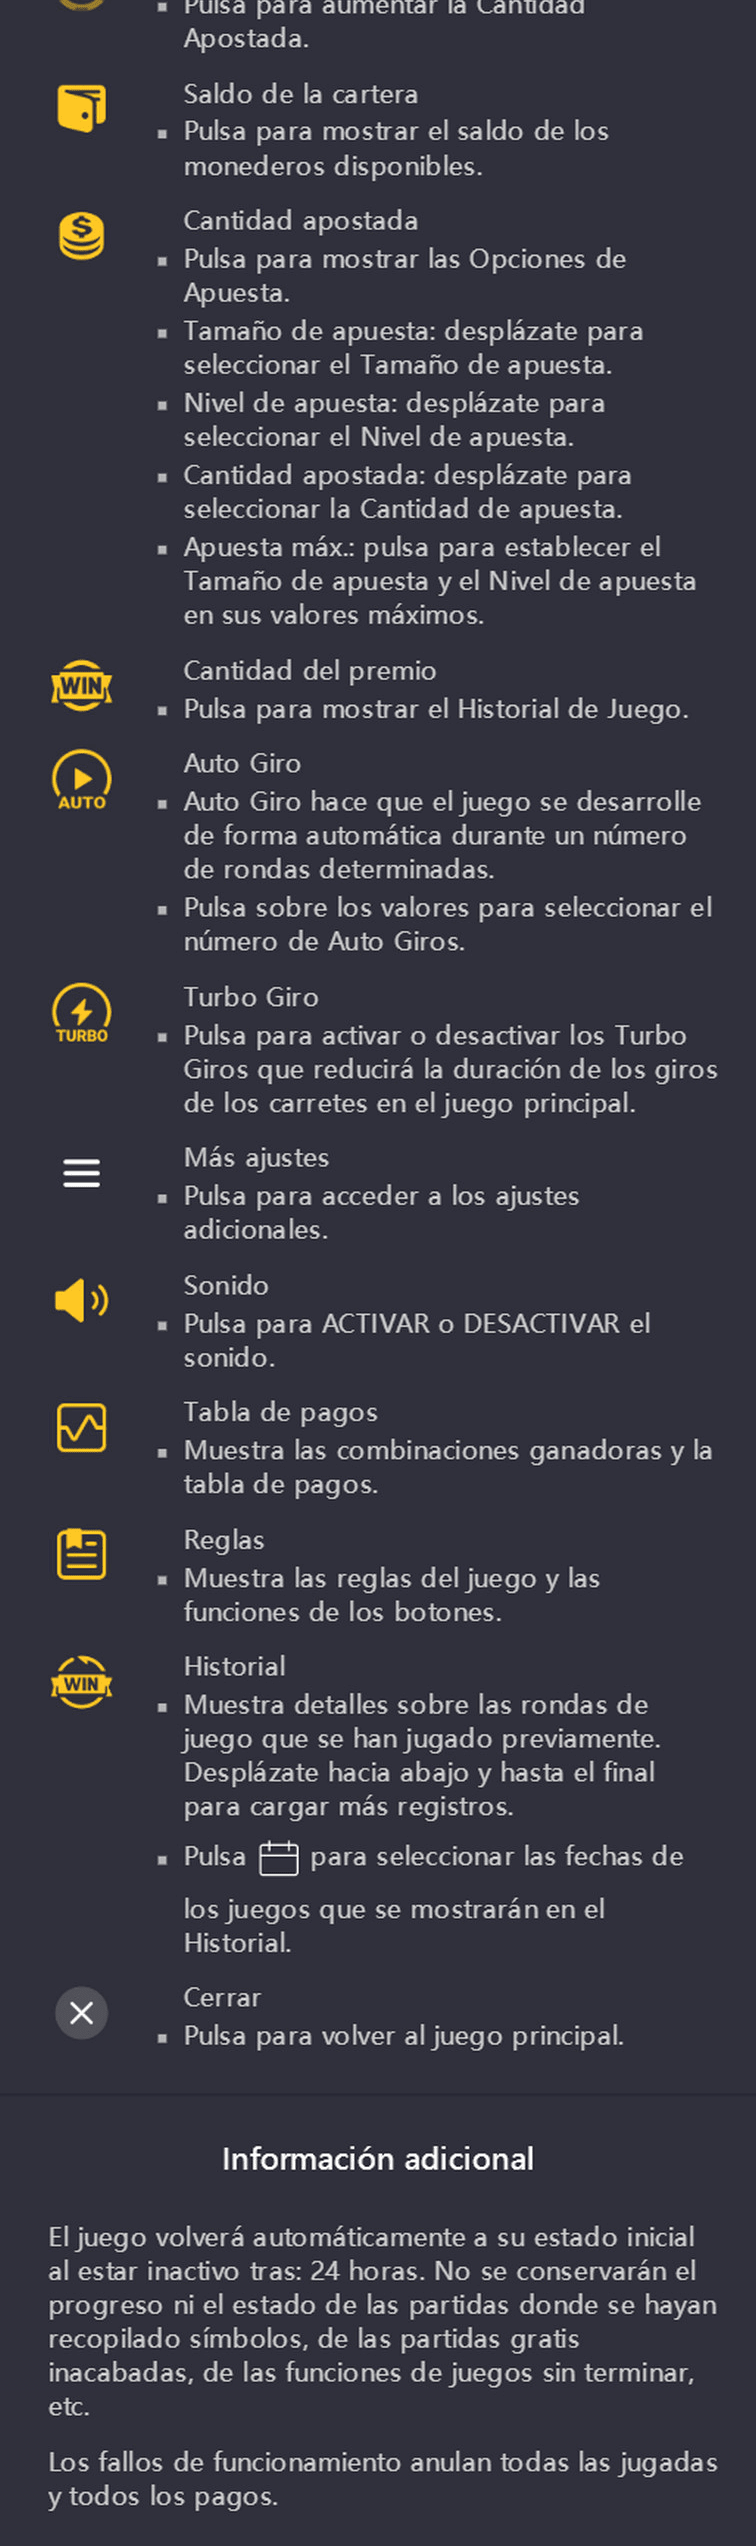 Pulsa para aumentar la Cantidad
Apostada.
Saldo de la cartera
Pulsa para mostrar el saldo de los
monederos disponibles.
$
Cantidad apostada
Pulsa para mostrar las Opciones de
Apuesta.
Tamaño de apuesta: desplázate para
seleccionar el Tamaño de apuesta.
Nivel de apuesta: desplázate para
seleccionar el Nivel de apuesta.
Cantidad apostada: desplázate para
seleccionar la Cantidad de apuesta.
Apuesta máx.: pulsa para establecer el
Tamaño de apuesta y el Nivel de apuesta
en sus valores máximos.
WIN
Cantidad del premio
Pulsa para mostrar el Historial de Juego.
AUTO
Auto Giro
Auto Giro hace que el juego se desarrolle
de forma automática durante un número
de rondas determinadas.
Pulsa sobre los valores para seleccionar el
número de Auto Giros.
TURBO
Turbo Giro
Pulsa para activar o desactivar los Turbo
Giros que reducirá la duración de los giros
de los carretes en el juego principal.
Más ajustes
Pulsa para acceder a los ajustes
adicionales.
Sonido
Pulsa para ACTIVAR o DESACTIVAR el
sonido.
Tabla de pagos
Muestra las combinaciones ganadoras y la
tabla de pagos.
Reglas
Muestra las reglas del juego y las
funciones de los botones.
WIN
Historial
Muestra detalles sobre las rondas de
juego que se han jugado previamente.
Desplázate hacia abajo y hasta el final
para cargar más registros.
Pulsa para seleccionar las fechas de
los juegos que se mostrarán en el
Historial.
Cerrar
Pulsa para volver al juego principal.
Información adicional
El juego volverá automáticamente a su estado inicial
al estar inactivo tras: 24 horas. No se conservarán el
progreso ni el estado de las partidas donde se hayan
recopilado símbolos, de las partidas gratis
inacabadas, de las funciones de juegos sin terminar,
etc.
Los fallos de funcionamiento anulan todas las jugadas
y todos los pagos.